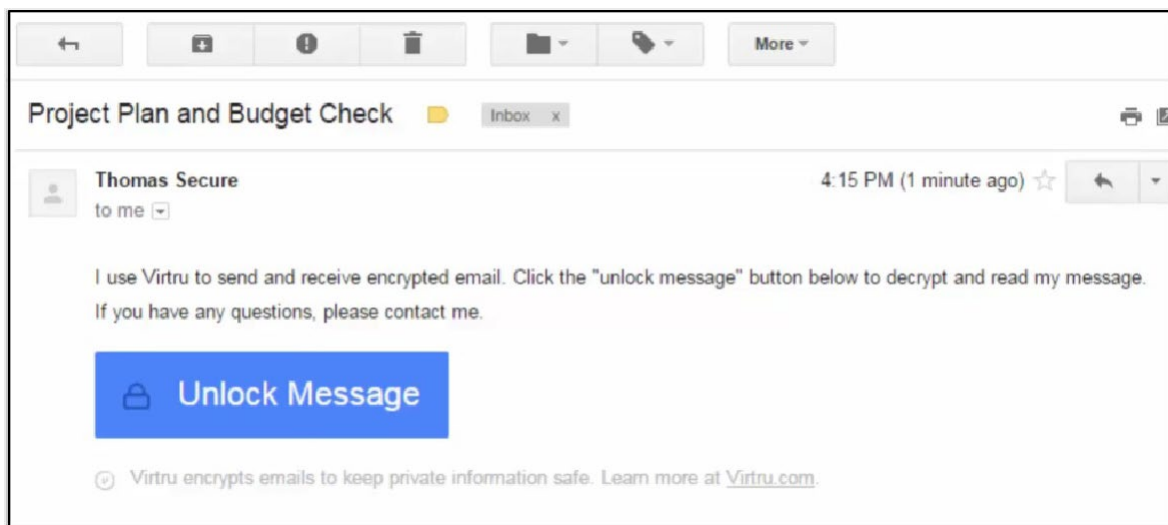 More
Project Plan and Budget Check
Inbox x
Thomas Secure
4:15 PM (1 minute ago)
to me
I use Virtru to send and receive encrypted email. Click the "unlock message" button below to decrypt and read my message.
If you have any questions, please contact me.
Unlock Message
Virtru encrypts emails to keep private information safe. Learn more at Virtru.com.